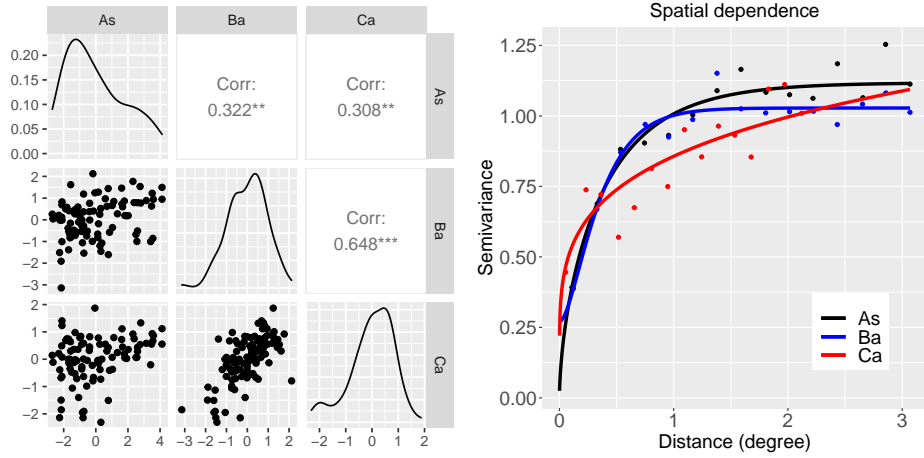 As Ba Ca
0.20
0.15
0.10
0.05
0.00
Corr:
0.322**
Corr:
0.308**
As
2
1
0
−1
−2
−3
Corr:
0.648***
Ba
2
1
0
−1
−2
Ca
−2 0 2 4
−3 −2 −1 0 1 2
−2 −1 0 1 2
Spatial dependence
Semivariance
1.25
1.00
0.75
0.50
0.25
0.00
As
Ba
Ca
0 1 2 3
Distance (degree)